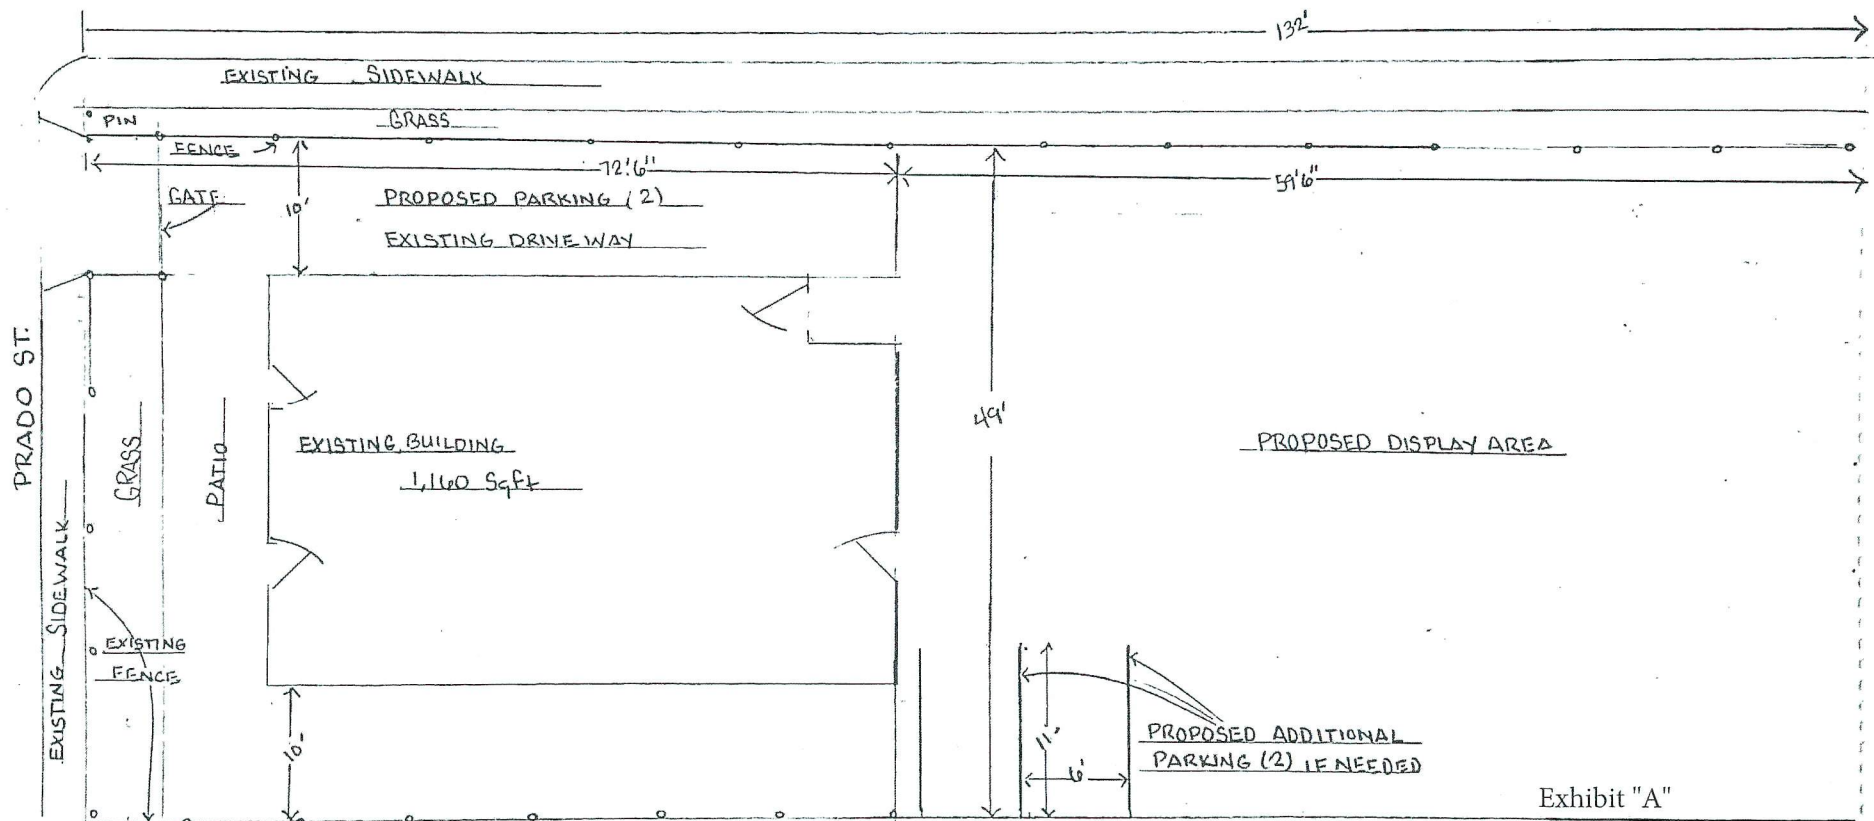 132'
EXISTING SIDEWALK
PIN
GRASS
FENCE
72'6"
59'6"
GATE
10'
PROPOSED PARKING (2)
EXISTING DRIVEWAY
PRADO ST.
EXISTING SIDEWALK
GRASS
PATIO
EXISTING BUILDING
1,160 Sqft
49'
PROPOSED DISPLAY AREA
EXISTING
FENCE
10'
11'
6'
PROPOSED ADDITIONAL
PARKING (2) IF NEEDED
Exhibit "A"